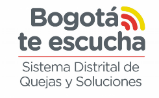 Bogotá
te escucha
Sistema Distrital de
Quejas y Soluciones